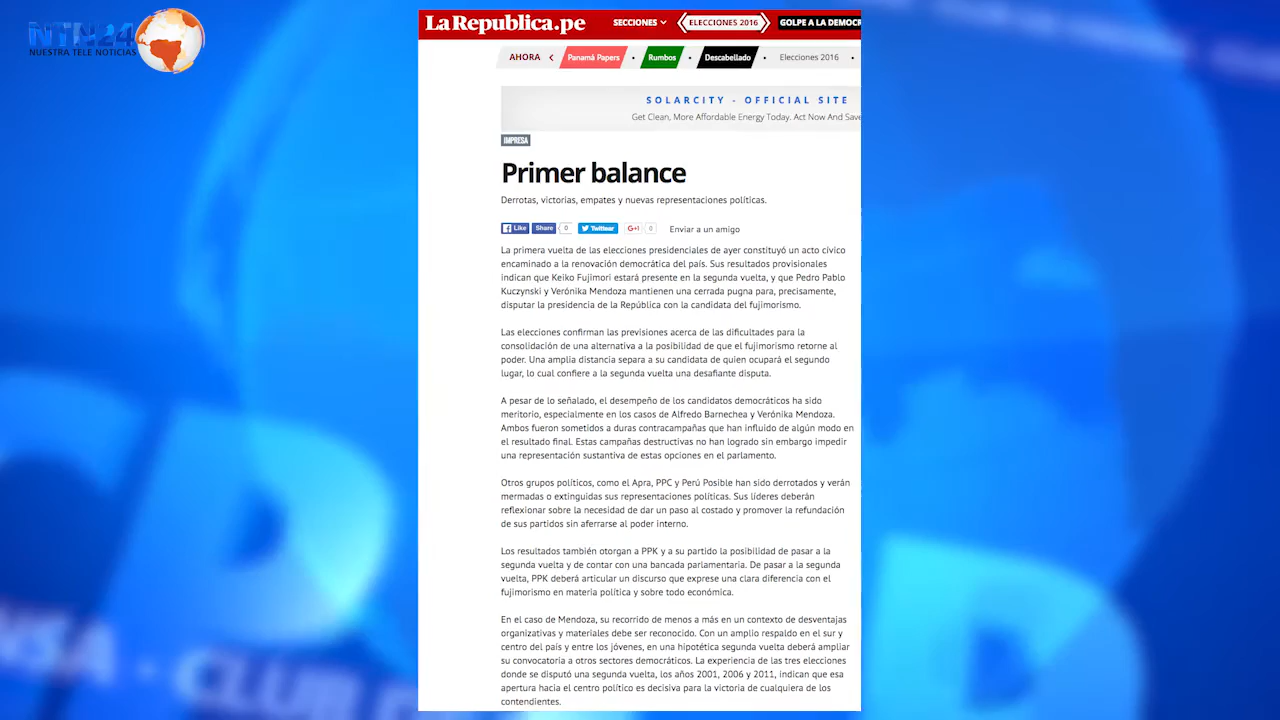 NTN24
NUESTRA TELE NOTICIAS
LaRepublica.pe
SECCIONES
ELECCIONES 2016
GOLPE A LA DEMOCR
AHORA
Panamá Papers
Rumbos
Descabellado
Elecciones 2016
SOLARCITY - OFFICIAL SITE
Get Clean, More Affordable Energy Today. Act Now And Save
IMPRESA
Primer balance
Derrotas, victorias, empates y nuevas representaciones políticas.
Like Share 0 Twittear G+1 0 Enviar a un amigo
La primera vuelta de las elecciones presidenciales de ayer constituyó un acto cívico
encaminado a la renovación democrática del país. Sus resultados provisionales
indican que Keiko Fujimori estará presente en la segunda vuelta, y que Pedro Pablo
Kuczynski y Verónika Mendoza mantienen una cerrada pugna para, precisamente,
disputar la presidencia de la República con la candidata del fujimorismo.
Las elecciones confirman las previsiones acerca de las dificultades para la
consolidación de una alternativa a la posibilidad de que el fujimorismo retorne al
poder. Una amplia distancia separa a su candidata de quien ocupará el segundo
lugar, lo cual confiere a la segunda vuelta una desafiante disputa.
A pesar de lo señalado, el desempeño de los candidatos democráticos ha sido
meritorio, especialmente en los casos de Alfredo Barnechea y Verónika Mendoza.
Ambos fueron sometidos a duras contracampañas que han influido de algún modo en
el resultado final. Estas campañas destructivas no han logrado sin embargo impedir
una representación sustantiva de estas opciones en el parlamento.
Otros grupos políticos, como el Apra, PPC y Perú Posible han sido derrotados y verán
mermadas o extinguidas sus representaciones políticas. Sus líderes deberán
reflexionar sobre la necesidad de dar un paso al costado y promover la refundación
de sus partidos sin aferrarse al poder interno.
Los resultados también otorgan a PPK y a su partido la posibilidad de pasar a la
segunda vuelta y de contar con una bancada parlamentaria. De pasar a la segunda
vuelta, PPK deberá articular un discurso que exprese una clara diferencia con el
fujimorismo en materia política y sobre todo económica.
En el caso de Mendoza, su recorrido de menos a más en un contexto de desventajas
organizativas y materiales debe ser reconocido. Con un amplio respaldo en el sur y
centro del país y entre los jóvenes, en una hipotética segunda vuelta deberá ampliar
su convocatoria a otros sectores democráticos. La experiencia de las tres elecciones
donde se disputó una segunda vuelta, los años 2001, 2006 y 2011, indican que esa
apertura hacia el centro político es decisiva para la victoria de cualquiera de los
contendientes.
NSA - CLUB